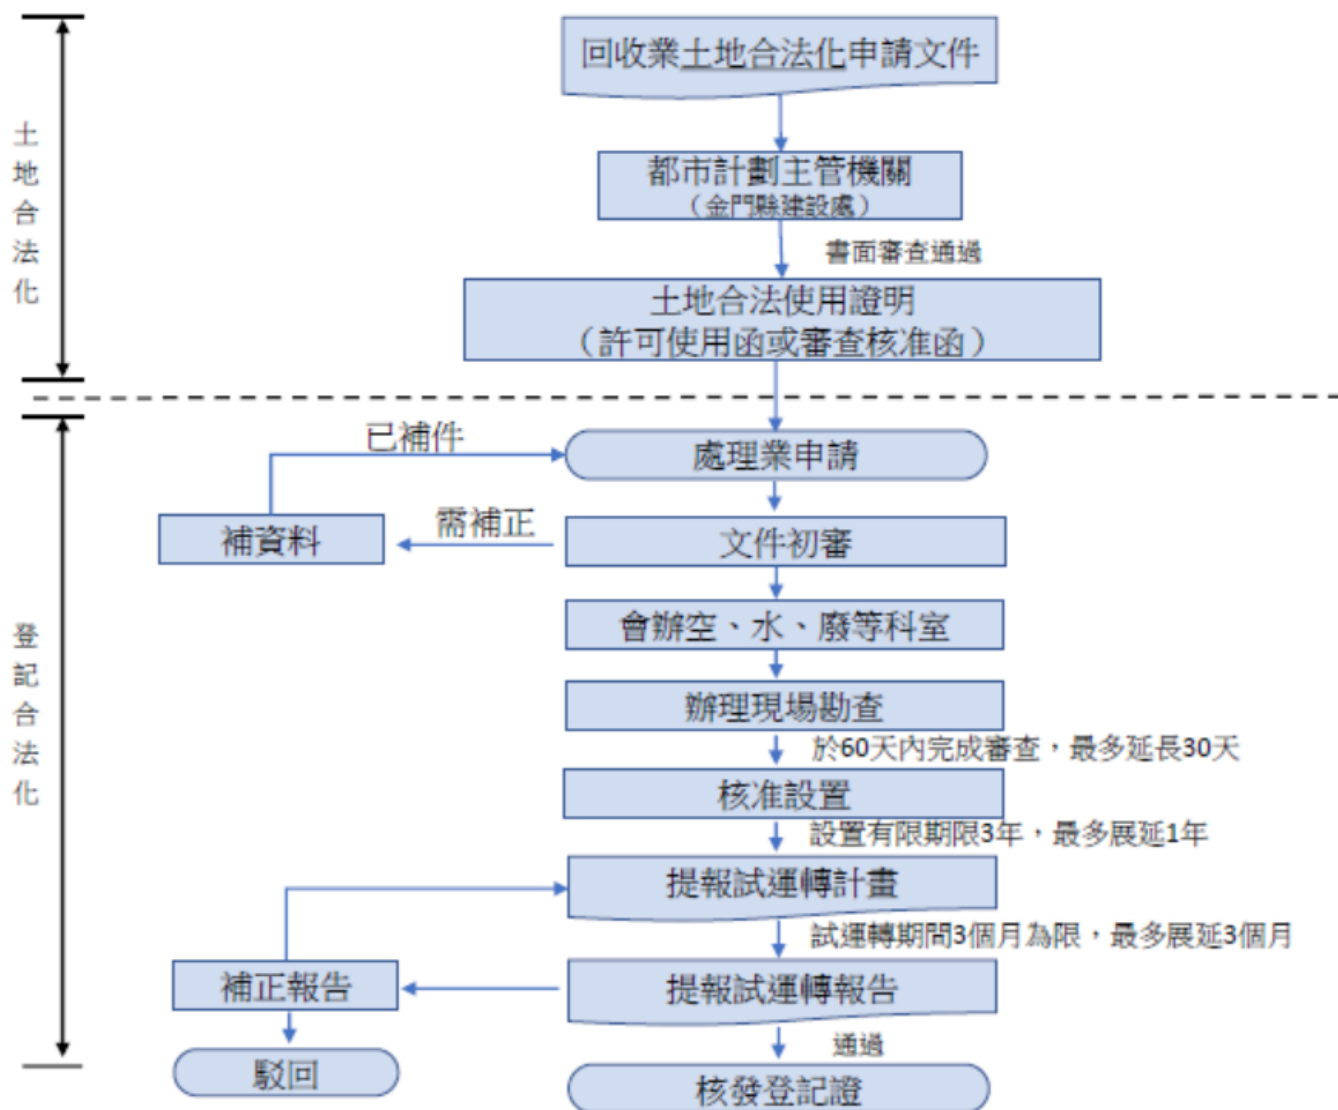 回收業土地合法化申請文件
都市計劃主管機關
（金門縣建設處）
書面審查通過
土地合法使用證明
（許可使用函或審查核准函）
土地合法化
已補件
處理業申請
需補正
補資料
文件初審
會辦空、水、廢等科室
辦理現場勘查
於60天內完成審查，最多延長30天
核准設置
設置有限期限3年，最多展延1年
提報試運轉計畫
試運轉期間3個月為限，最多展延3個月
補正報告
提報試運轉報告
通過
駁回
核發登記證
登記合法化